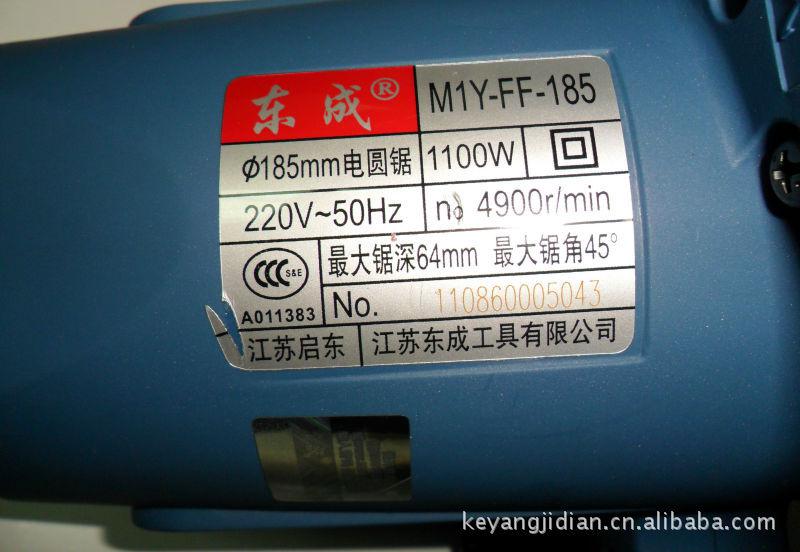 东成®
M1Y-FF-185
φ185mm电圆锯
1100W
220V~50Hz
n₀ 4900r/min
CCC S&E
A011383
最大锯深64mm 最大锯角45°
No. 110860005043
江苏启东
江苏东成工具有限公司
keyangjidian.cn.alibaba.com